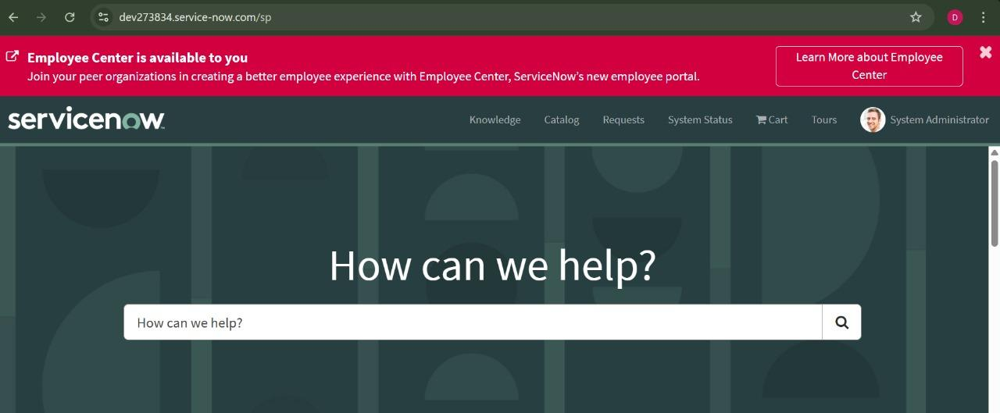 dev273834.service-now.com/sp
D
Employee Center is available to you
Join your peer organizations in creating a better employee experience with Employee Center, ServiceNow’s new employee portal.
Learn More about Employee
Center
servicenow™
Knowledge Catalog Requests System Status Cart Tours System Administrator
How can we help?
How can we help?